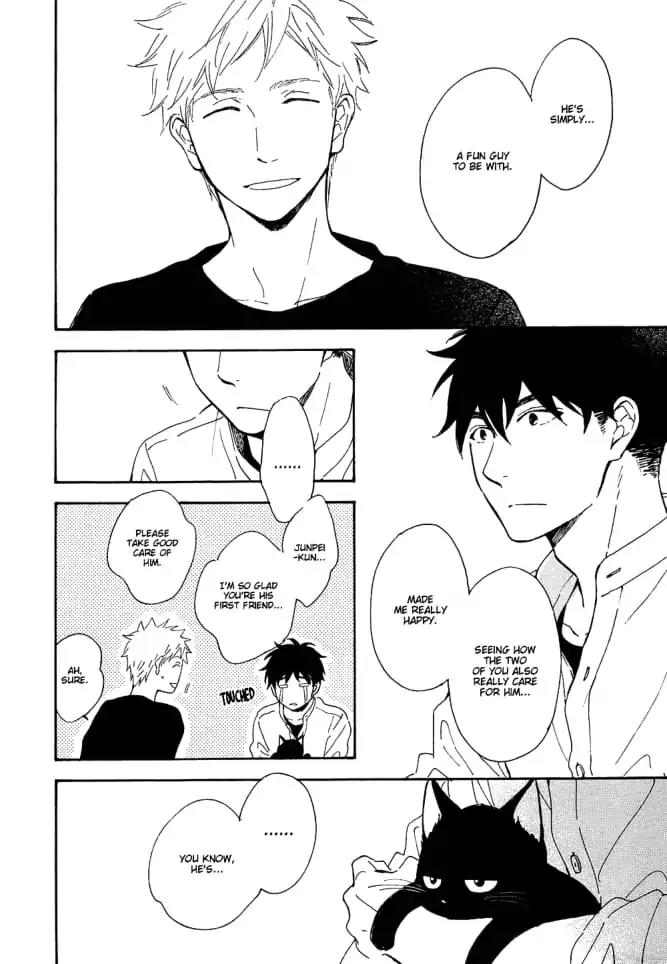 HE'S
SIMPLY...
A FUN GUY
TO BE WITH.
MADE
ME REALLY
HAPPY.
SEEING HOW
THE TWO
OF YOU ALSO
REALLY CARE
FOR HIM...
......
JUNPEI
-KUN...
I'M SO GLAD
YOU'RE HIS
FIRST FRIEND...
PLEASE
TAKE GOOD
CARE OF
HIM.
TOUCHED
AH,
SURE.
......
YOU KNOW,
HE'S...